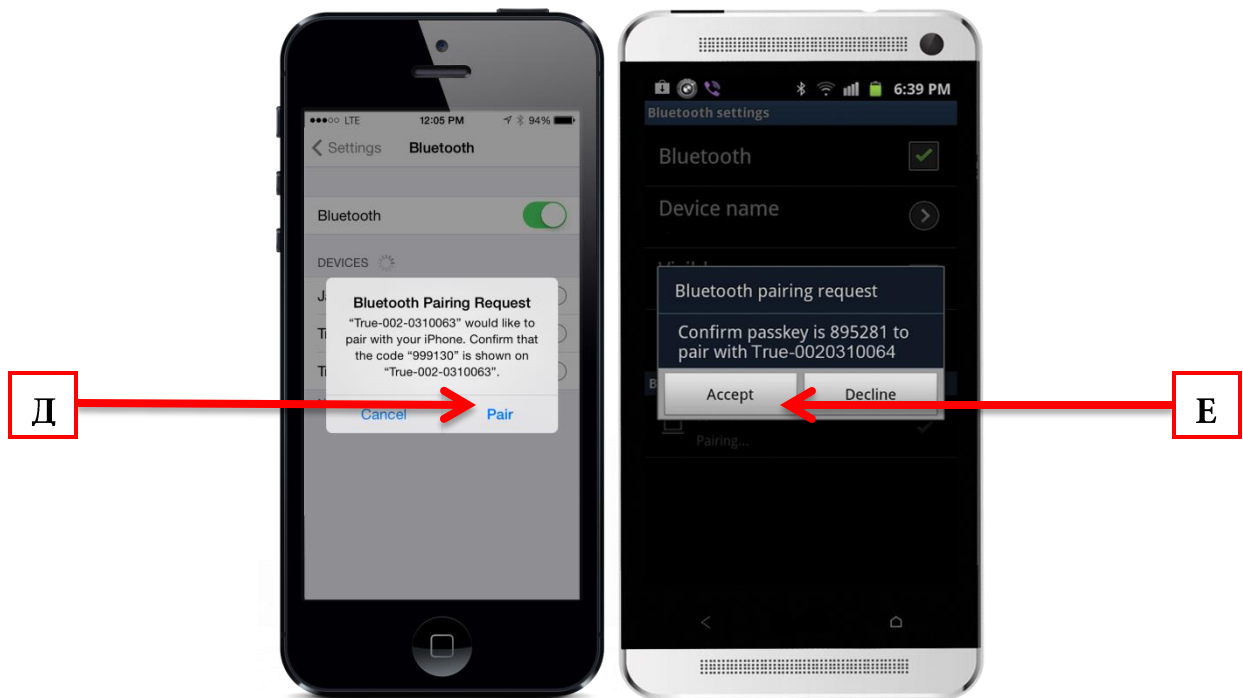 ●●●○○ LTE 12:05 PM 94%
Settings Bluetooth
Bluetooth
DEVICES
Bluetooth Pairing Request
“True-002-0310063” would like to
pair with your iPhone. Confirm that
the code “999130” is shown on
“True-002-0310063”.
Cancel Pair
Д
6:39 PM
Bluetooth settings
Bluetooth
Device name
Bluetooth pairing request
Confirm passkey is 895281 to
pair with True-0020310064
Accept Decline
Pairing...
Е